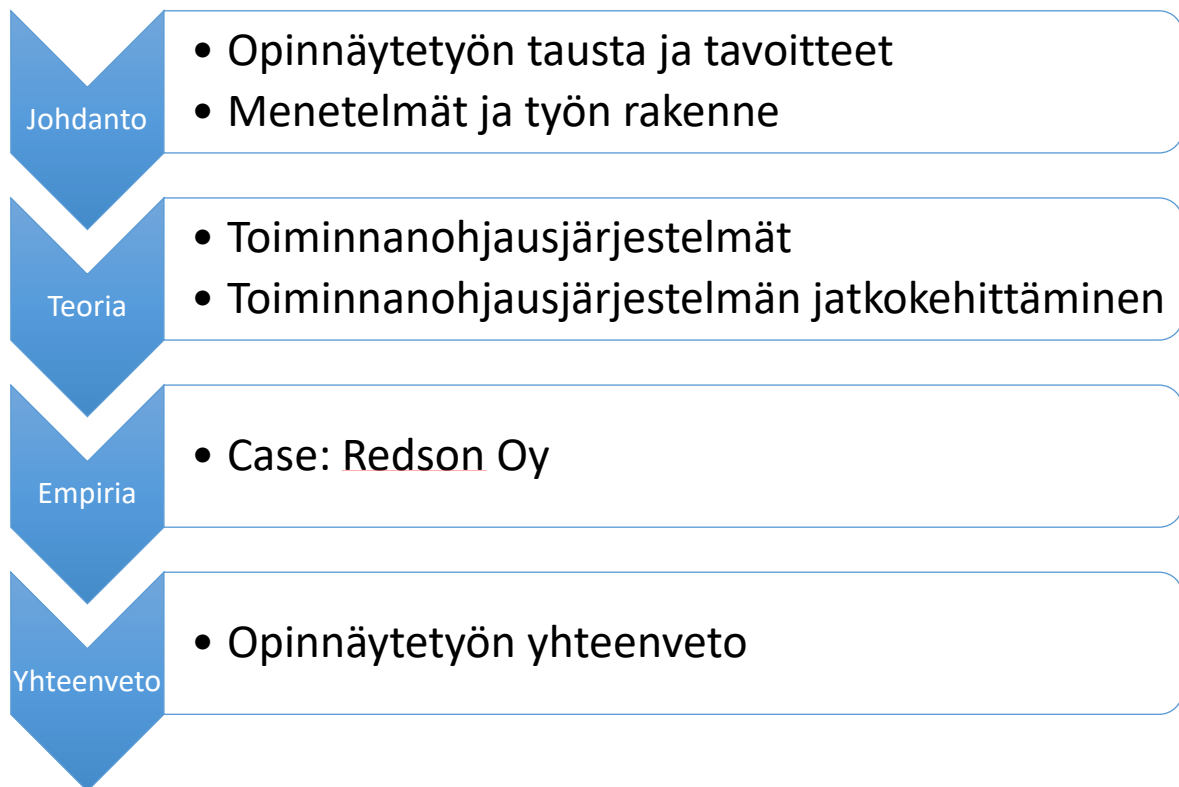 Johdanto
• Opinnäytetyön tausta ja tavoitteet
• Menetelmät ja työn rakenne
Teoria
• Toiminnanohjausjärjestelmät
• Toiminnanohjausjärjestelmän jatkokehittäminen
Empiria
• Case: Redson Oy
Yhteenveto
• Opinnäytetyön yhteenveto